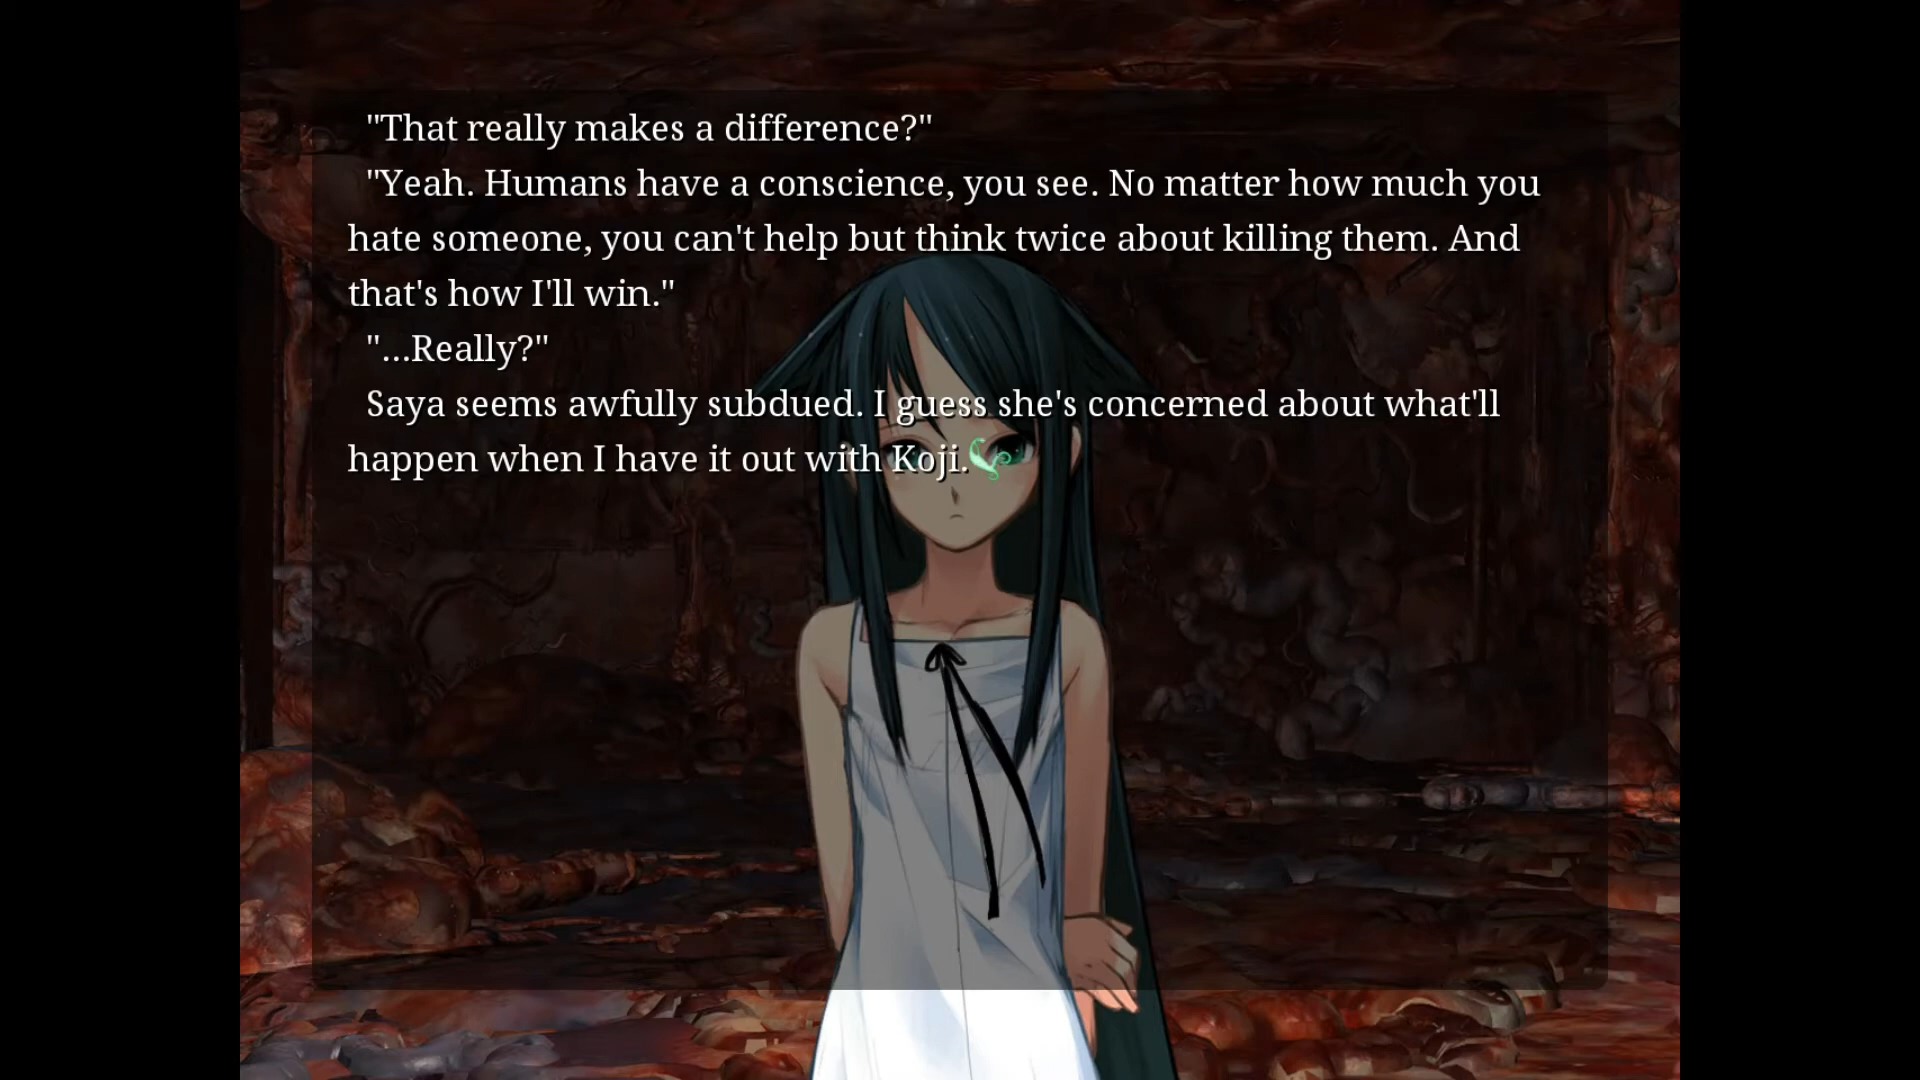 "That really makes a difference?"
"Yeah. Humans have a conscience, you see. No matter how much you
hate someone, you can't help but think twice about killing them. And
that's how I'll win."
"...Really?"
Saya seems awfully subdued. I guess she's concerned about what'll
happen when I have it out with Koji.